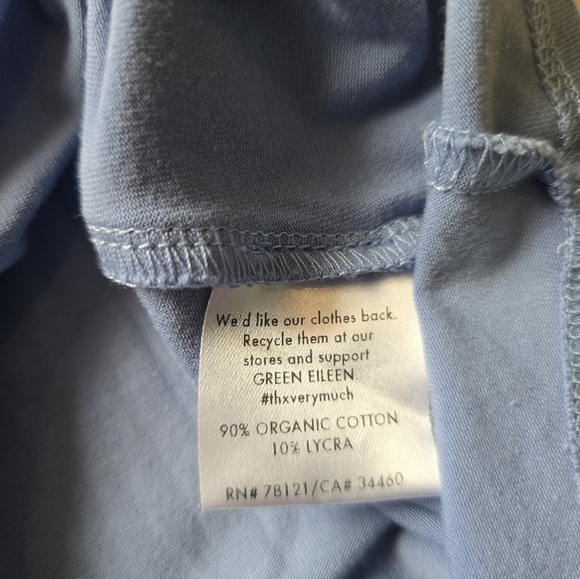 We'd like our clothes back.
Recycle them at our
stores and support
GREEN EILEEN.
#thxverymuch
90% ORGANIC COTTON
10% LYCRA
RN# 78121/CA# 34460